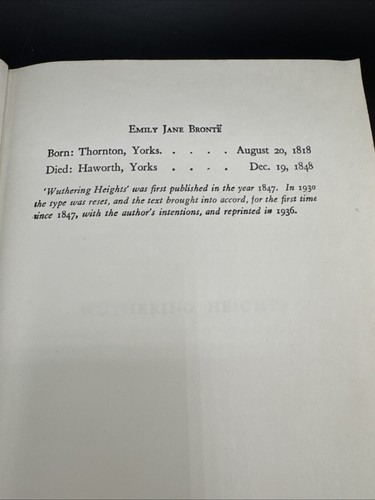 EMILY JANE BRONTË
Born: Thornton, Yorks. . . . . August 20, 1818
Died: Haworth, Yorks . . . . Dec. 19, 1848
'Wuthering Heights' was first published in the year 1847. In 1930
the type was reset, and the text brought into accord, for the first time
since 1847, with the author's intentions, and reprinted in 1936.
WUTHERING HEIGHTS